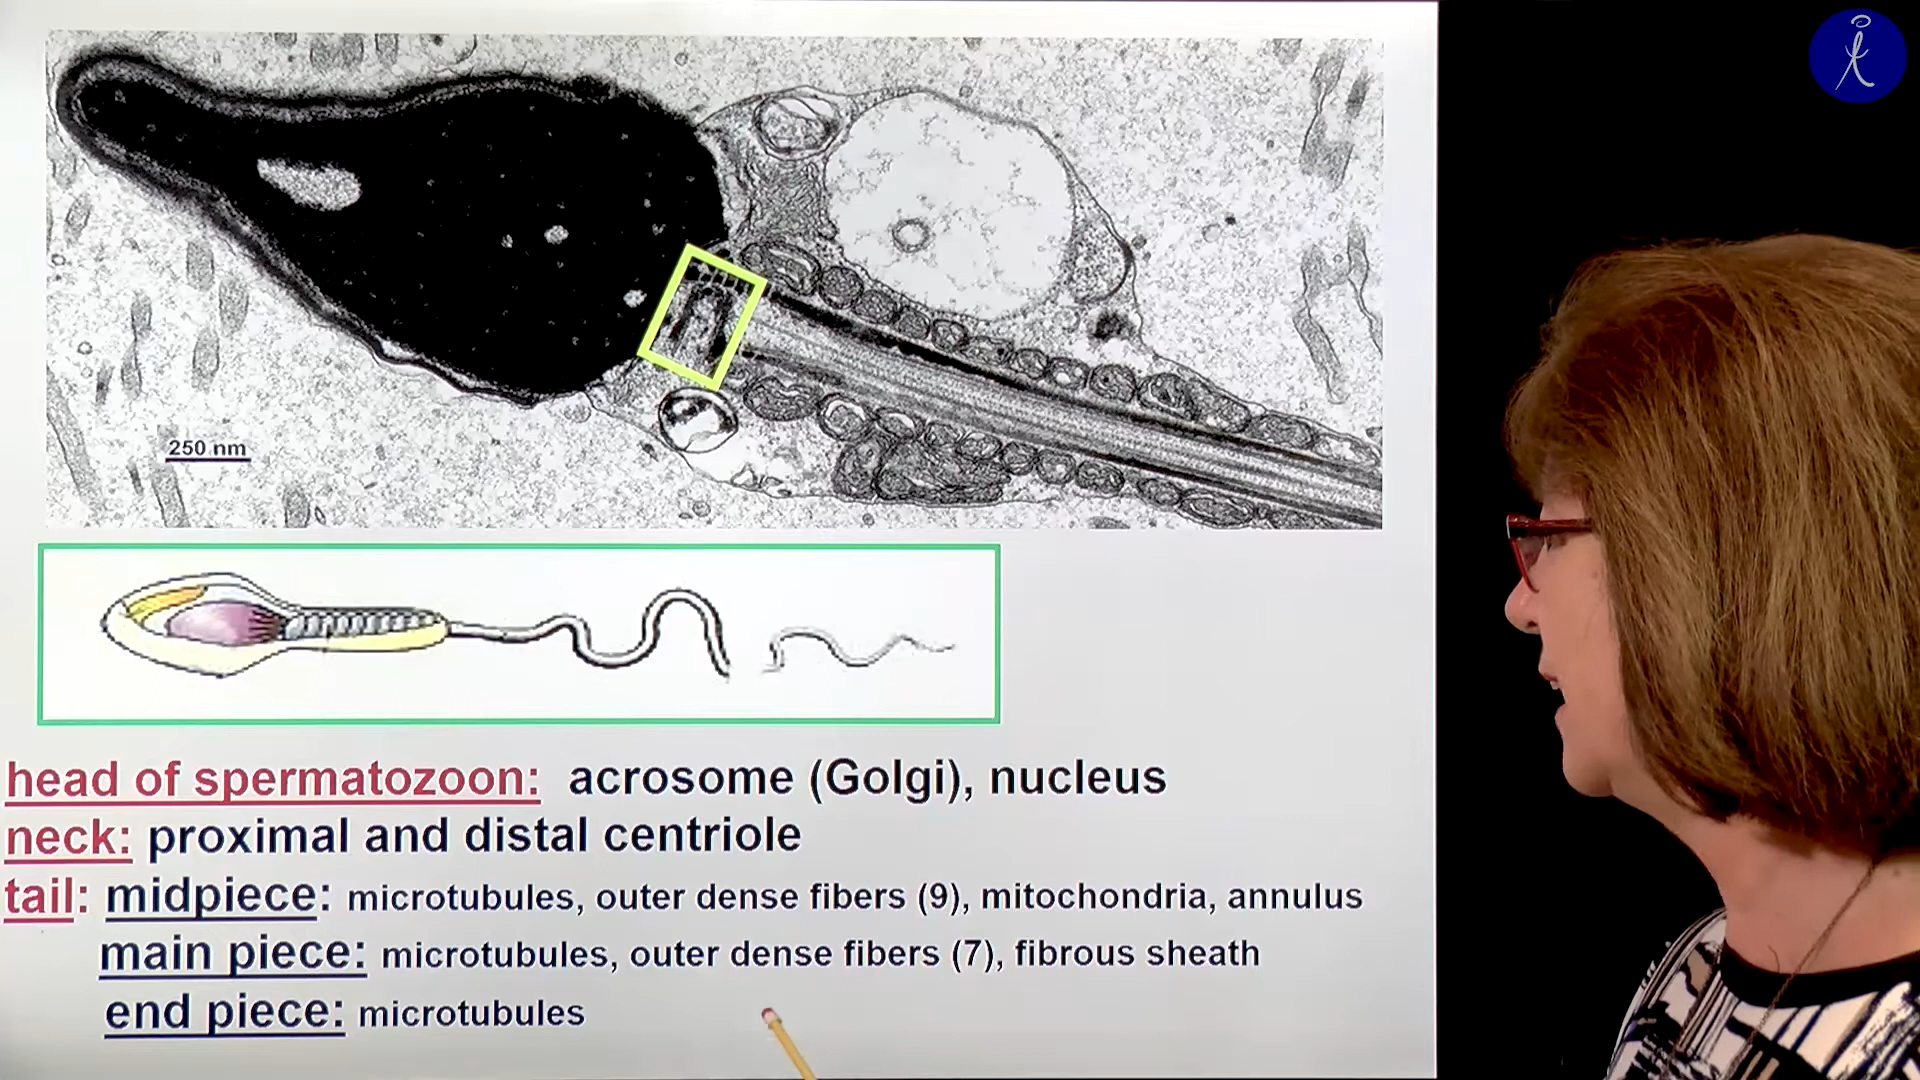 250 nm
head of spermatozoon: acrosome (Golgi), nucleus
neck: proximal and distal centriole
tail: midpiece: microtubules, outer dense fibers (9), mitochondria, annulus
main piece: microtubules, outer dense fibers (7), fibrous sheath
end piece: microtubules